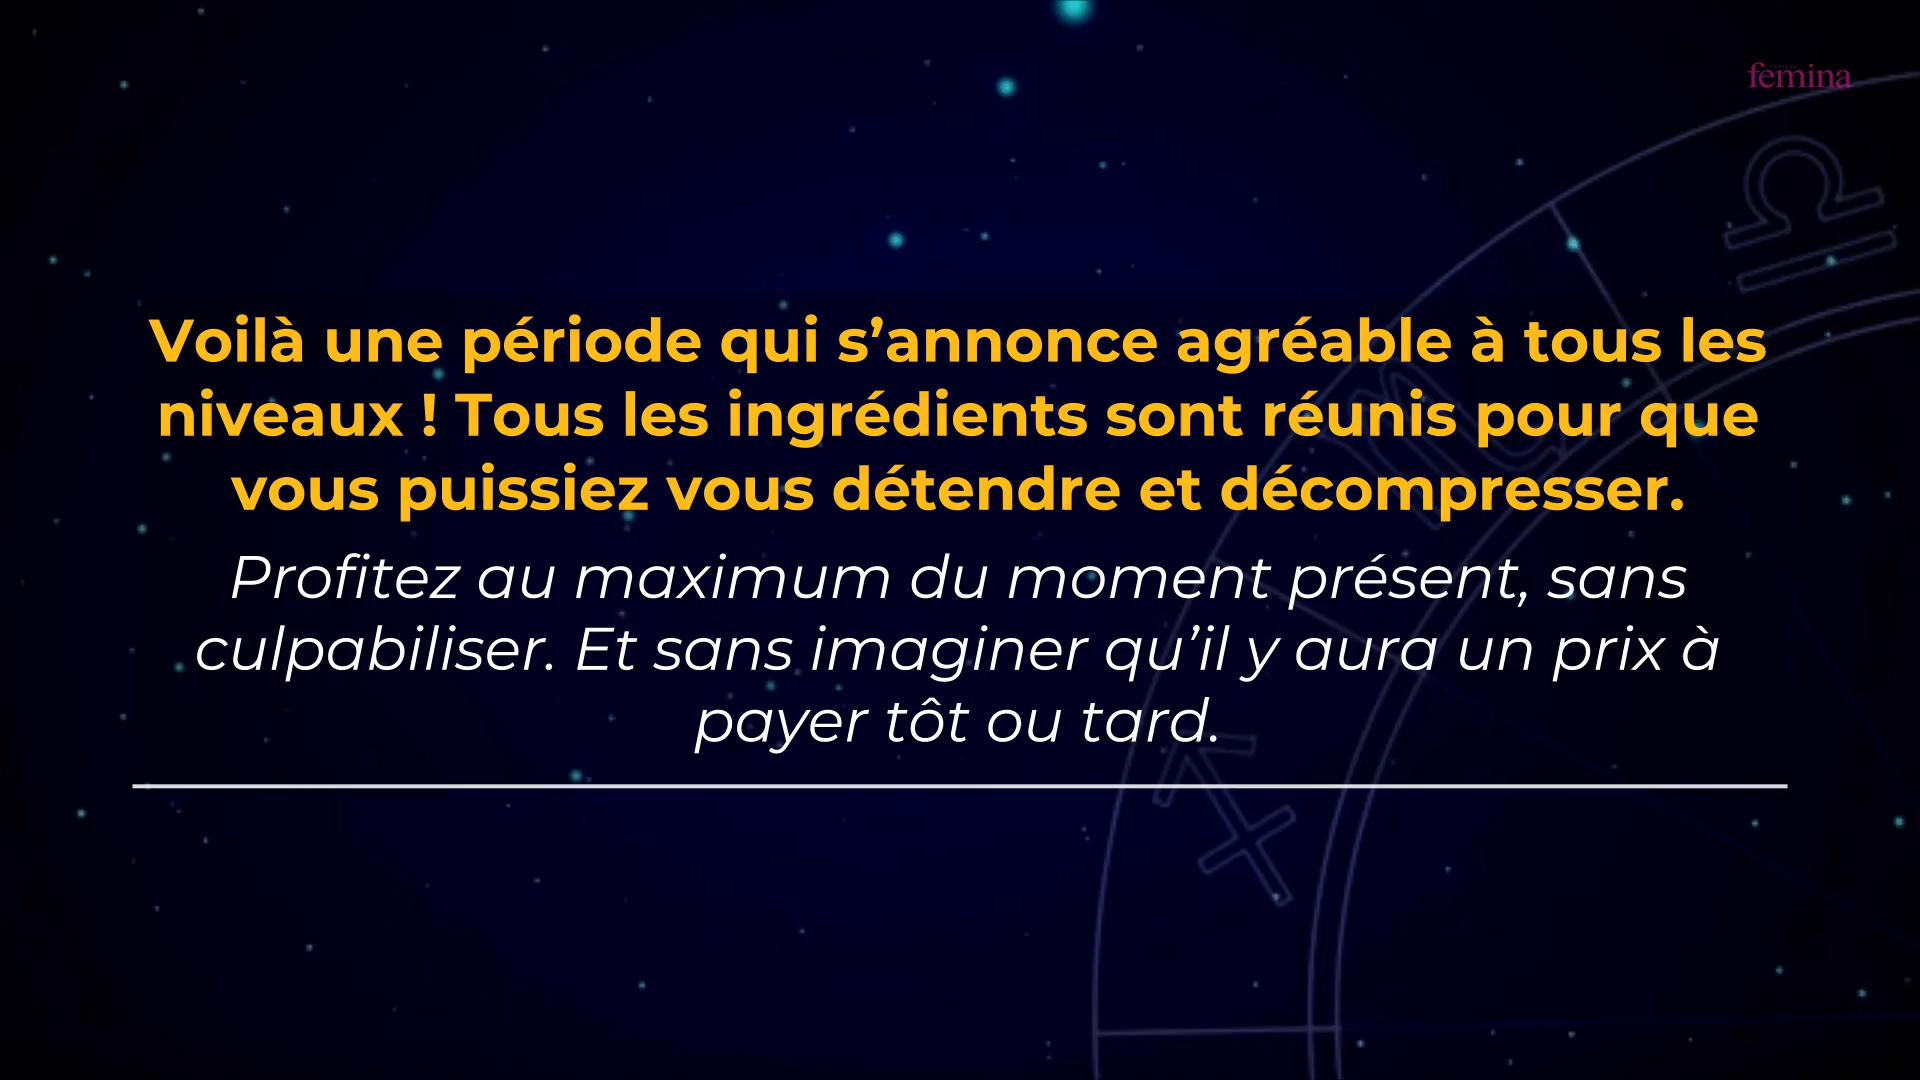 femina
Voilà une période qui s’annonce agréable à tous les
niveaux ! Tous les ingrédients sont réunis pour que
vous puissiez vous détendre et décompresser.
Profitez au maximum du moment présent, sans
culpabiliser. Et sans imaginer qu’il y aura un prix à
payer tôt ou tard.